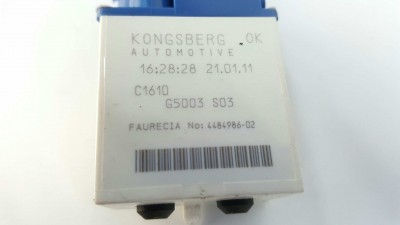 KONGSBERG OK
AUTOMOTIVE
16:28:28 21.01.11
C1610
G5003 S03
FAURECIA No: 4484986-02